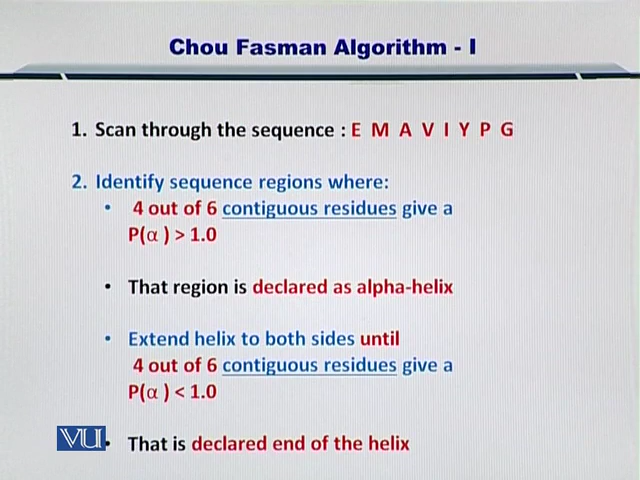 Chou Fasman Algorithm - I
1. Scan through the sequence : E M A V I Y P G
2. Identify sequence regions where:
• 4 out of 6 contiguous residues give a
P(α ) > 1.0
• That region is declared as alpha-helix
• Extend helix to both sides until
4 out of 6 contiguous residues give a
P(α ) < 1.0
• That is declared end of the helix
VU